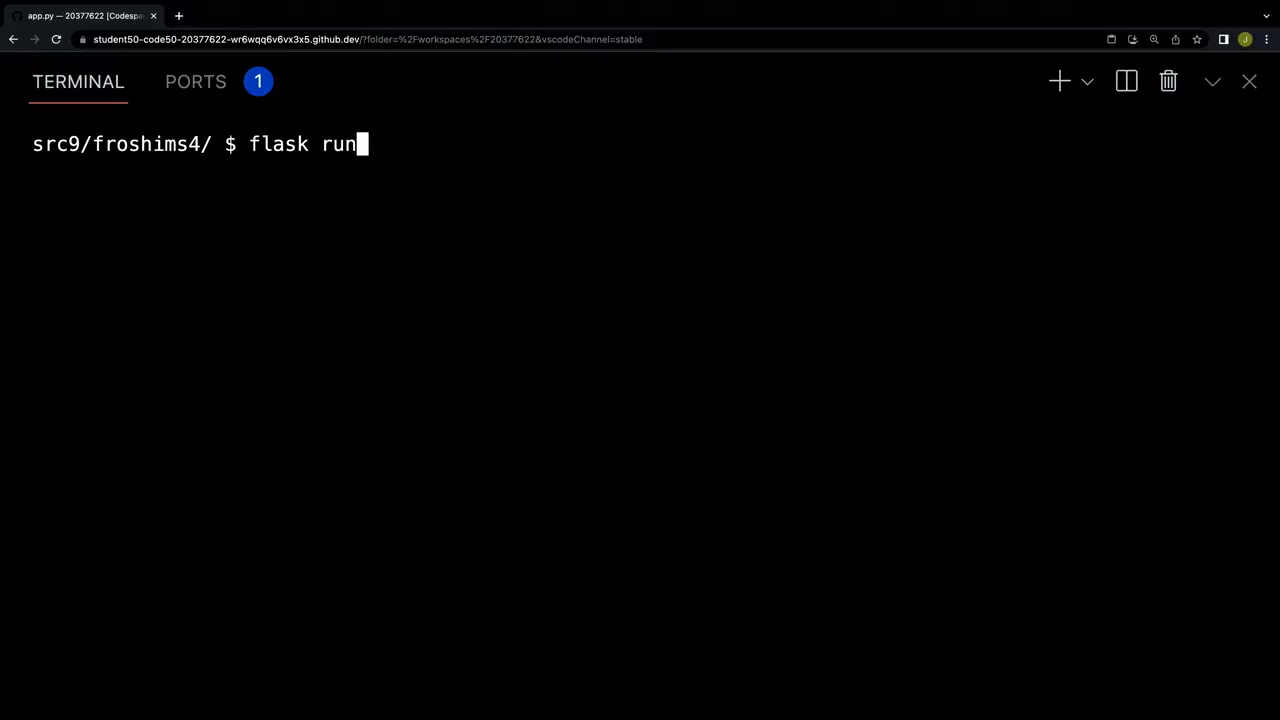 app.py — 20377622 [Codespa
student50-code50-20377622-wr6wqq6v6vx3x5.github.dev/?folder=%2Fworkspaces%2F20377622&vscodeChannel=stable
J
TERMINAL PORTS 1
src9/froshims4/ $ flask run